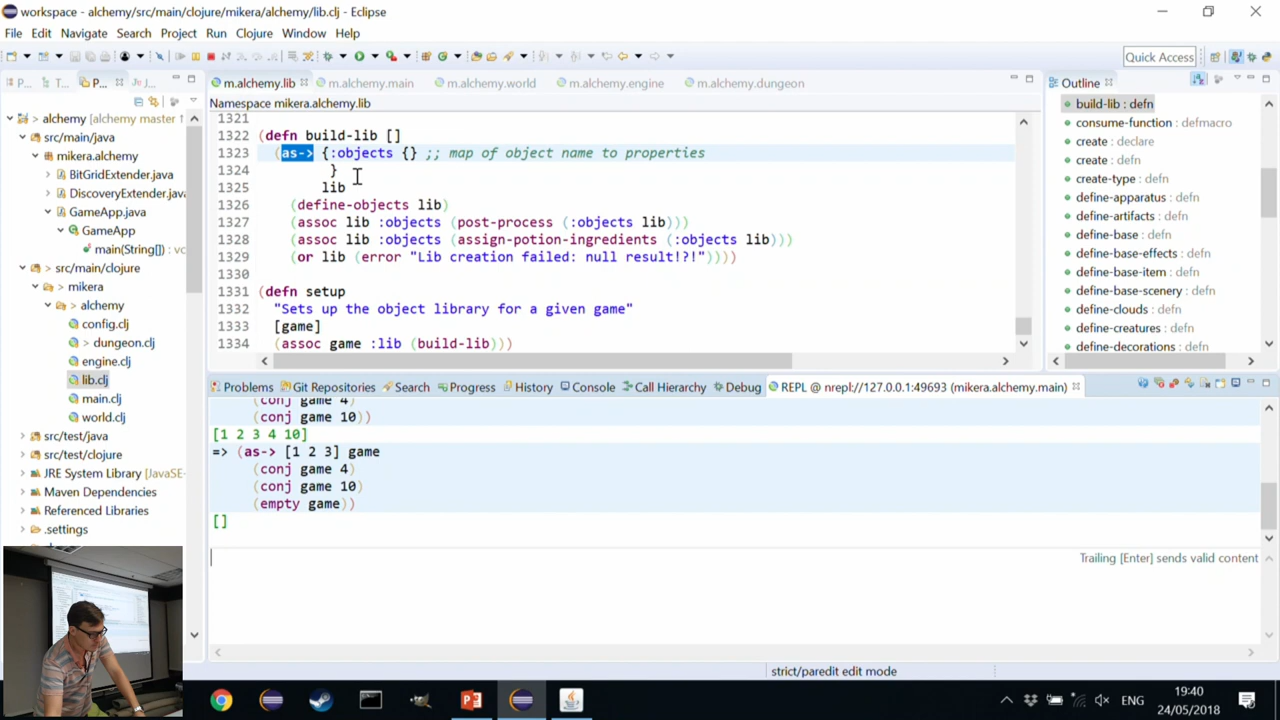 workspace - alchemy/src/main/clojure/mikera/alchemy/lib.clj - Eclipse
File Edit Navigate Search Project Run Clojure Window Help
Quick Access
P... T... P... J...
m.alchemy.lib m.alchemy.main m.alchemy.world m.alchemy.engine m.alchemy.dungeon
Outline
Namespace mikera.alchemy.lib
alchemy [alchemy master
src/main/java
mikera.alchemy
BitGridExtender.java
DiscoveryExtender.java
GameApp.java
GameApp
main(String[]) : vc
src/main/clojure
mikera
alchemy
config.clj
> dungeon.clj
engine.clj
lib.clj
main.clj
world.clj
src/test/java
src/test/clojure
JRE System Library [JavaSE-
Maven Dependencies
Referenced Libraries
.settings
1321
1322 (defn build-lib []
1323 (as-> {:objects {} ;; map of object name to properties
1324 }
1325 lib
1326 (define-objects lib)
1327 (assoc lib :objects (post-process (:objects lib)))
1328 (assoc lib :objects (assign-potion-ingredients (:objects lib)))
1329 (or lib (error "Lib creation failed: null result!?!"))))
1330
1331 (defn setup
1332 "Sets up the object library for a given game"
1333 [game]
1334 (assoc game :lib (build-lib)))
build-lib : defn
consume-function : defmacro
create : declare
create : defn
create-type : defn
define-apparatus : defn
define-artifacts : defn
define-base : defn
define-base-effects : defn
define-base-item : defn
define-base-scenery : defn
define-clouds : defn
define-creatures : defn
define-decorations : defn
Problems Git Repositories Search Progress History Console Call Hierarchy Debug REPL @ nrepl://127.0.0.1:49693 (mikera.alchemy.main)
(conj game 4)
(conj game 10))
[1 2 3 4 10]
=> (as-> [1 2 3] game
(conj game 4)
(conj game 10)
(empty game))
[]
Trailing [Enter] sends valid content
strict/paredit edit mode
ENG
19:40
24/05/2018